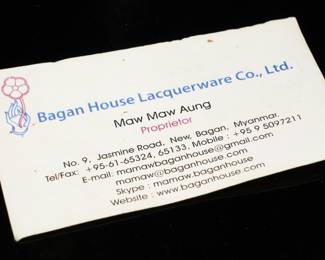 Bagan House Lacquerware Co., Ltd.
Maw Maw Aung
Proprietor
No. 9, Jasmine Road, New, Bagan, Myanmar.
Tel/Fax: +95-61-65324, 65133, Mobile : +95 9 5097211
E-mail: mamawbaganhouse@gmail.com
mamaw@baganhouse.com
Skype : mamaw.baganhouse
Website : www.baganhouse.com